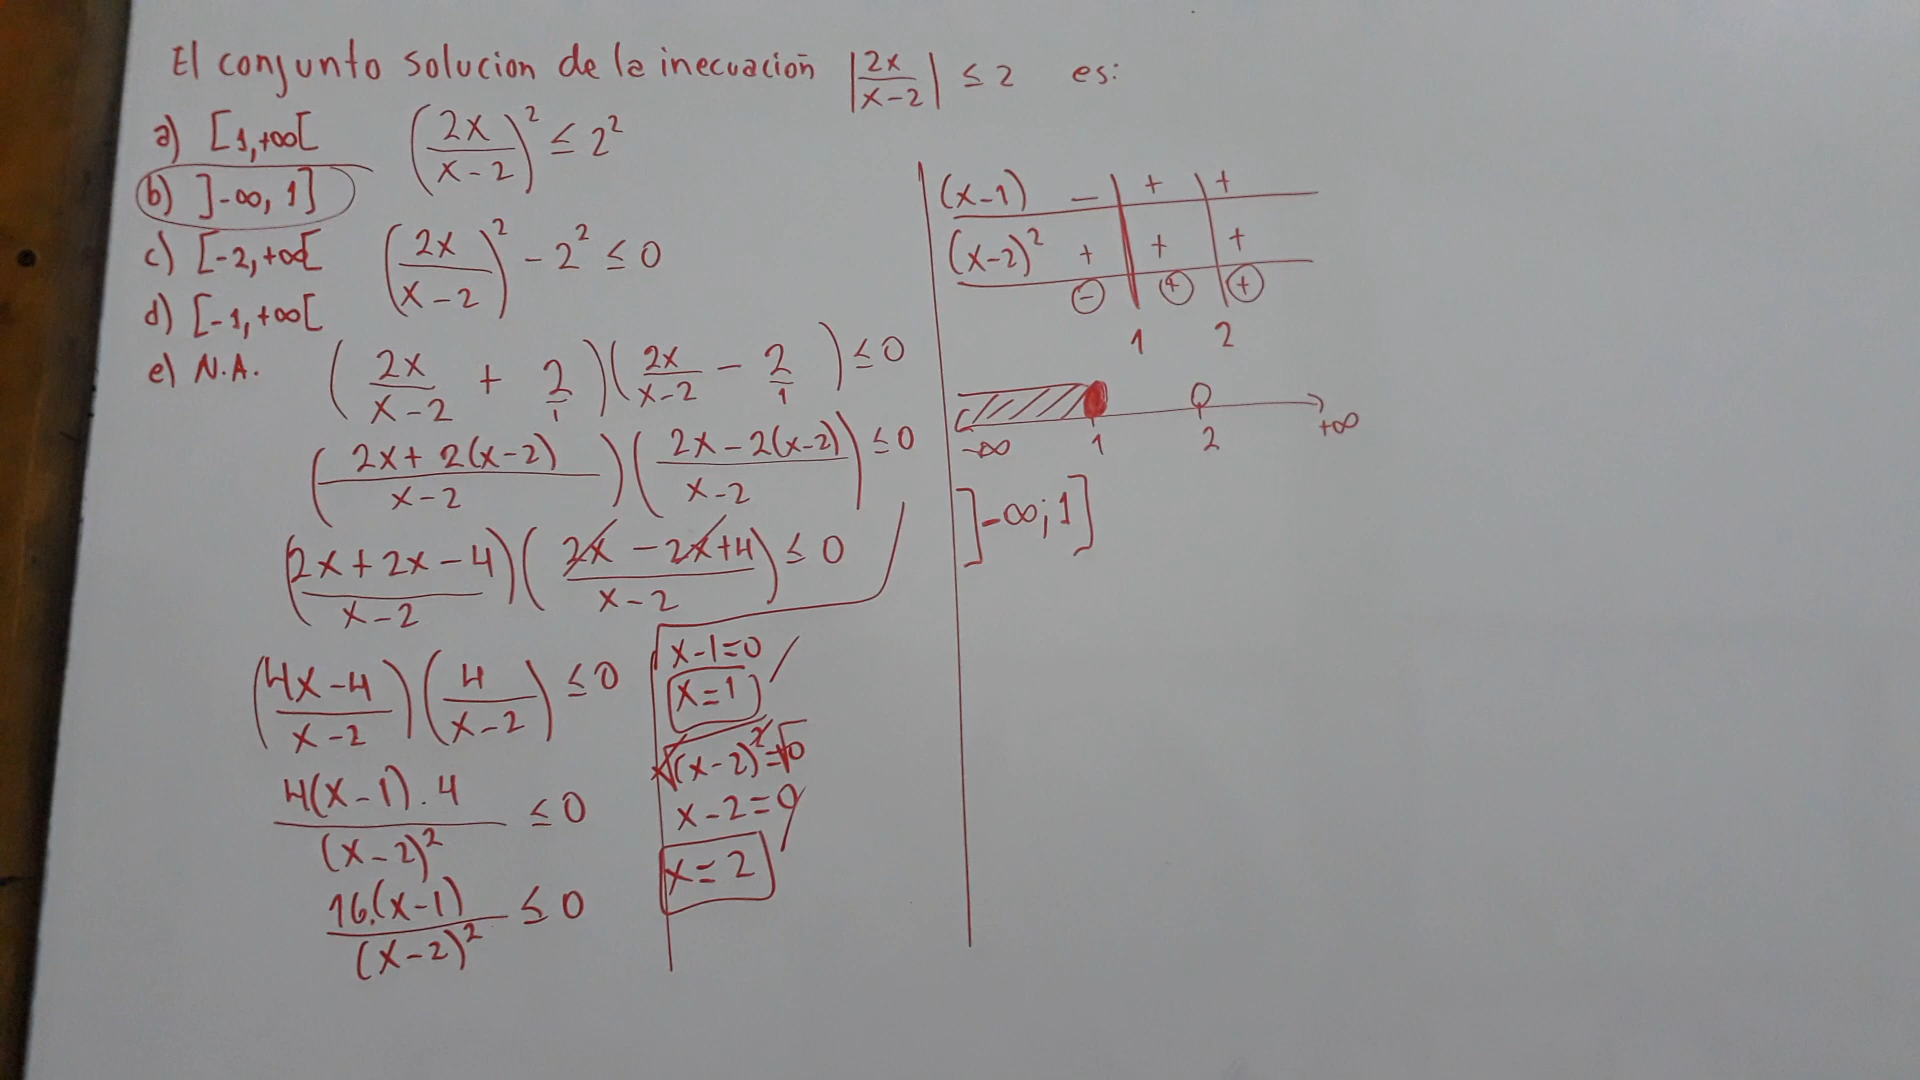 El conjunto solucion de la inecuación |2x/(x-2)| ≤ 2 es:
a) [1,+∞[
b) ]-∞, 1]
c) [-2,+∞[
d) [-1,+∞[
e) N.A.
(2x/(x-2))² ≤ 2²
(2x/(x-2))² - 2² ≤ 0
(2x/(x-2) + 2/1)(2x/(x-2) - 2/1) ≤ 0
((2x+2(x-2))/(x-2))((2x-2(x-2))/(x-2)) ≤ 0
((2x+2x-4)/(x-2))((2x-2x+4)/(x-2)) ≤ 0
((4x-4)/(x-2))(4/(x-2)) ≤ 0
4(x-1).4/(x-2)² ≤ 0
16.(x-1)/(x-2)² ≤ 0
x-1=0
x=1
√(x-2)²=√0
x-2=0
x=2
(x-1) - + +
(x-2)² + + +
- + +
1 2
-∞ 1 2 +∞
]-∞;1]